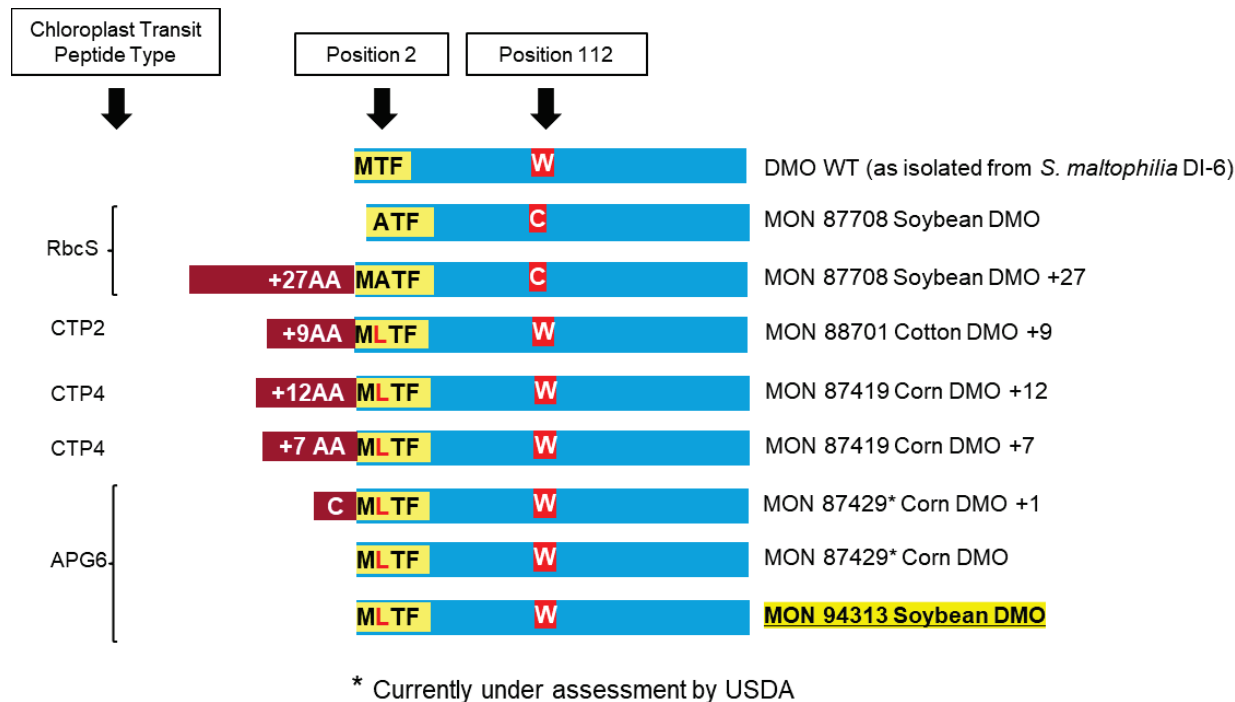 Chloroplast Transit
Peptide Type
Position 2
Position 112
MTF W DMO WT (as isolated from S. maltophilia DI-6)
RbcS
ATF C MON 87708 Soybean DMO
+27AA MATF C MON 87708 Soybean DMO +27
CTP2 +9AA MLTF W MON 88701 Cotton DMO +9
CTP4 +12AA MLTF W MON 87419 Corn DMO +12
CTP4 +7 AA MLTF W MON 87419 Corn DMO +7
APG6
C MLTF W MON 87429* Corn DMO +1
MLTF W MON 87429* Corn DMO
MLTF W MON 94313 Soybean DMO
* Currently under assessment by USDA